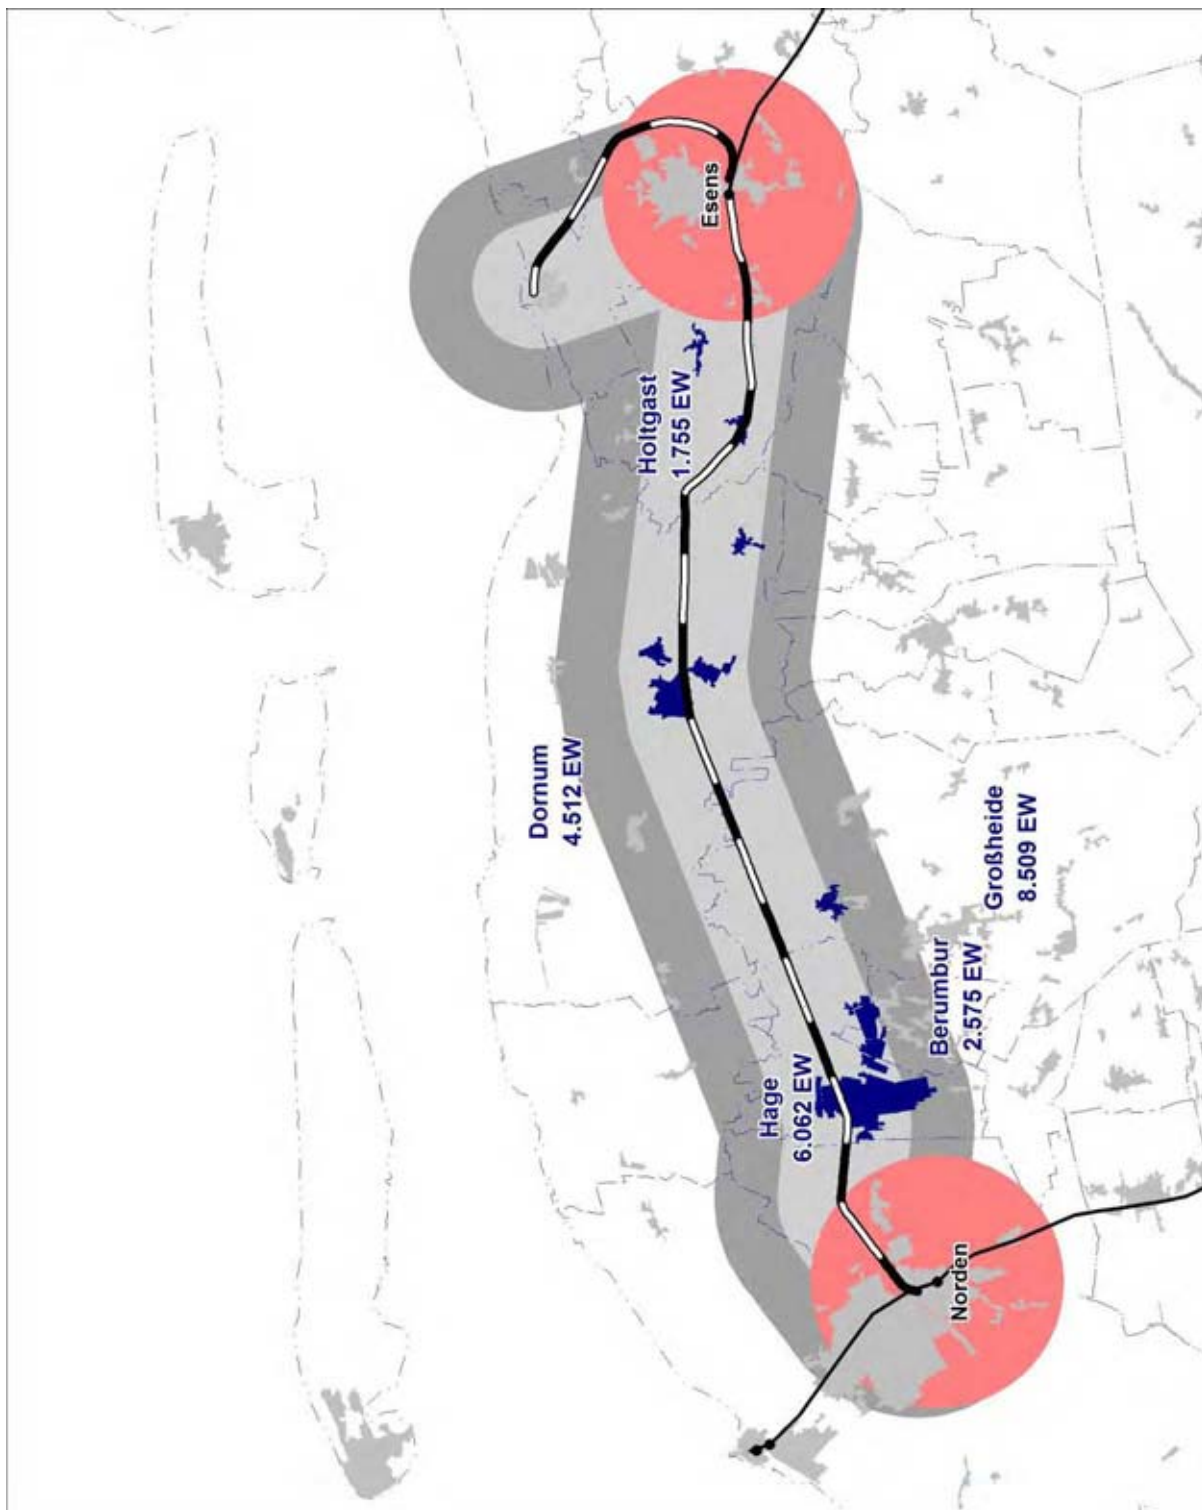 Esens
Holtgast
1.755 EW
Dornum
4.512 EW
Großheide
8.509 EW
Berumbur
2.575 EW
Hage
6.062 EW
Norden